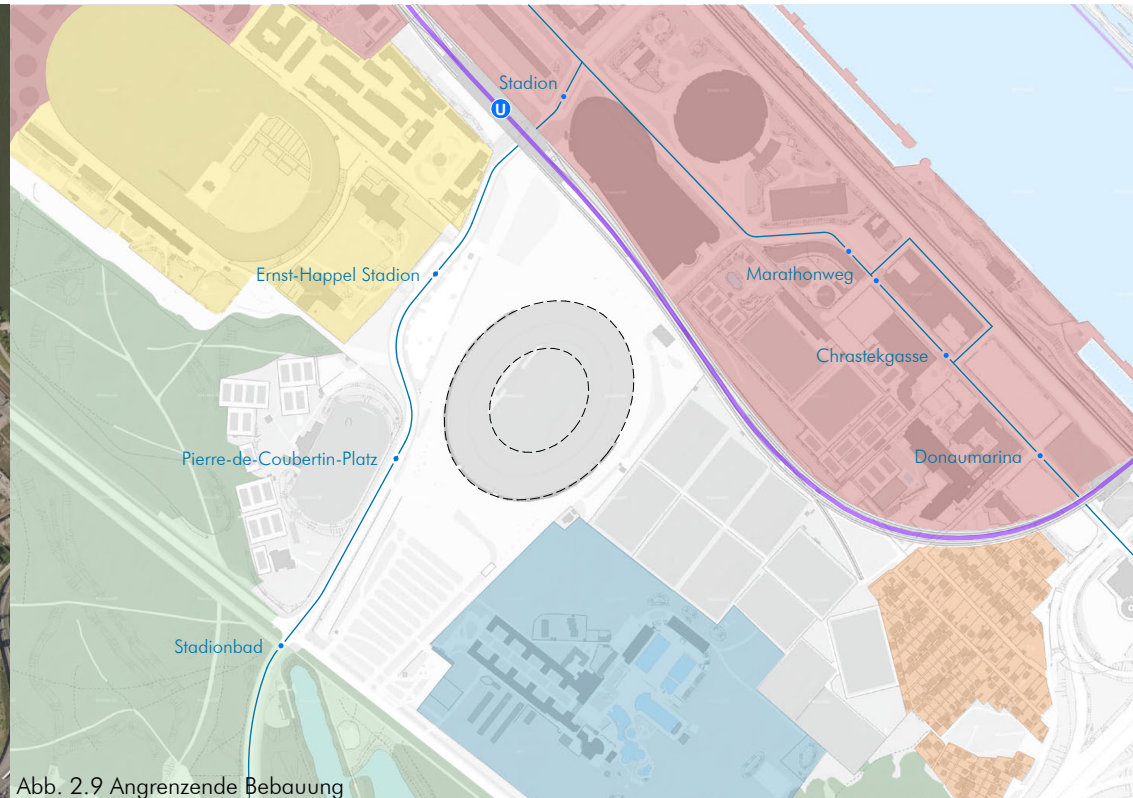 Stadion
U
Ernst-Happel Stadion
Marathonweg
Chrastekgasse
Pierre-de-Coubertin-Platz
Donaumarina
Stadionbad
Abb. 2.9 Angrenzende Bebauung